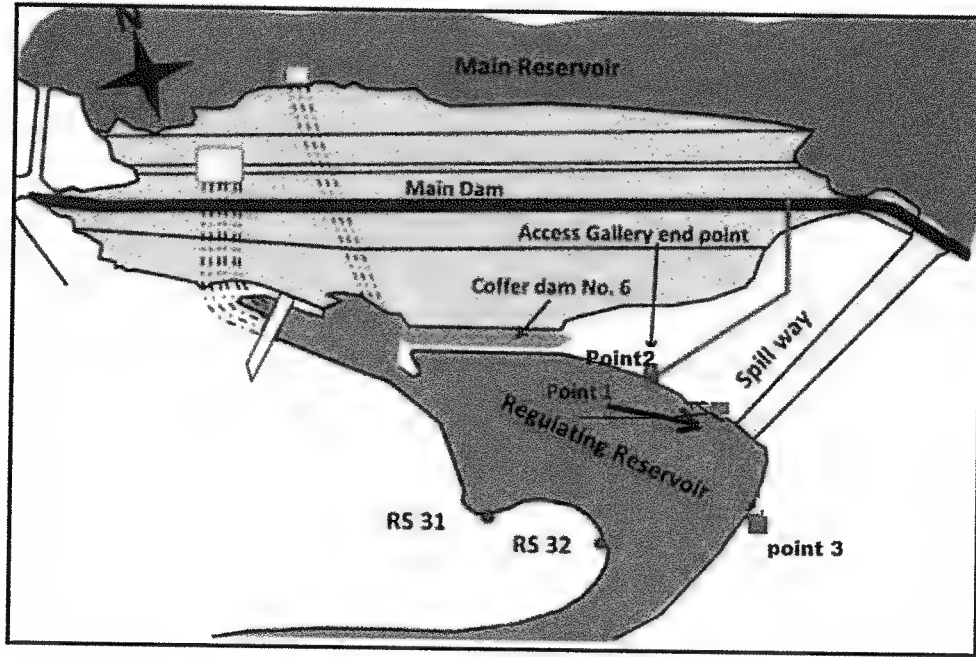 N
Main Reservoir
Main Dam
Access Gallery end point
Coffer dam No. 6
Point2
Spill way
Point 1
Regulating Reservoir
RS 31
RS 32
point 3